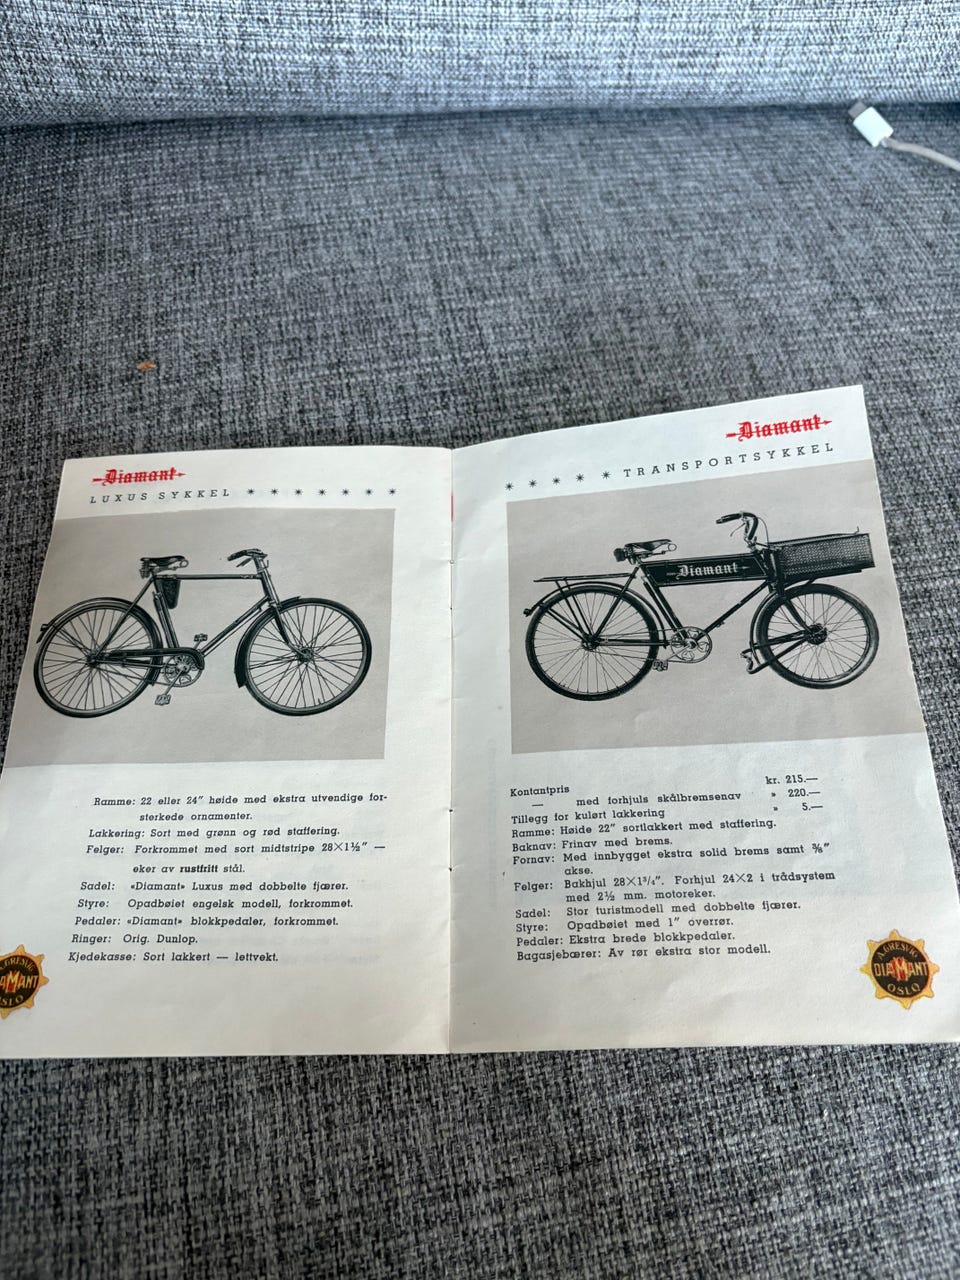 Diamant
LUXUS SYKKEL * * * * * * *
Ramme: 22 eller 24″ høide med ekstra utvendige for-
sterkede ornamenter.
Lakkering: Sort med grønn og rød staffering.
Felger: Forkrommet med sort midtstripe 28×1½″ —
eker av rustfritt stål.
Sadel: «Diamant» Luxus med dobbelte fjærer.
Styre: Opadbøiet engelsk modell, forkrommet.
Pedaler: «Diamant» blokkpedaler, forkrommet.
Ringer: Orig. Dunlop.
Kjedekasse: Sort lakkert — lettvekt.
A. GRESVIG
DIAMANT
OSLO
Diamant
* * * * * TRANSPORTSYKKEL
Diamant
Kontantpris kr. 215.—
— med forhjuls skålbremsenav » 220.—
Tillegg for kulørt lakkering » 5.—
Ramme: Høide 22″ sortlakkert med staffering.
Baknav: Frinav med brems.
Fornav: Med innbygget ekstra solid brems samt ⅜″
akse.
Felger: Bakhjul 28×1¾″. Forhjul 24×2 i trådsystem
med 2½ mm. motoreker.
Sadel: Stor turistmodell med dobbelte fjærer.
Styre: Opadbøiet med 1″ overrør.
Pedaler: Ekstra brede blokkpedaler.
Bagasjebærer: Av rør ekstra stor modell.
A. GRESVIG
DIAMANT
OSLO